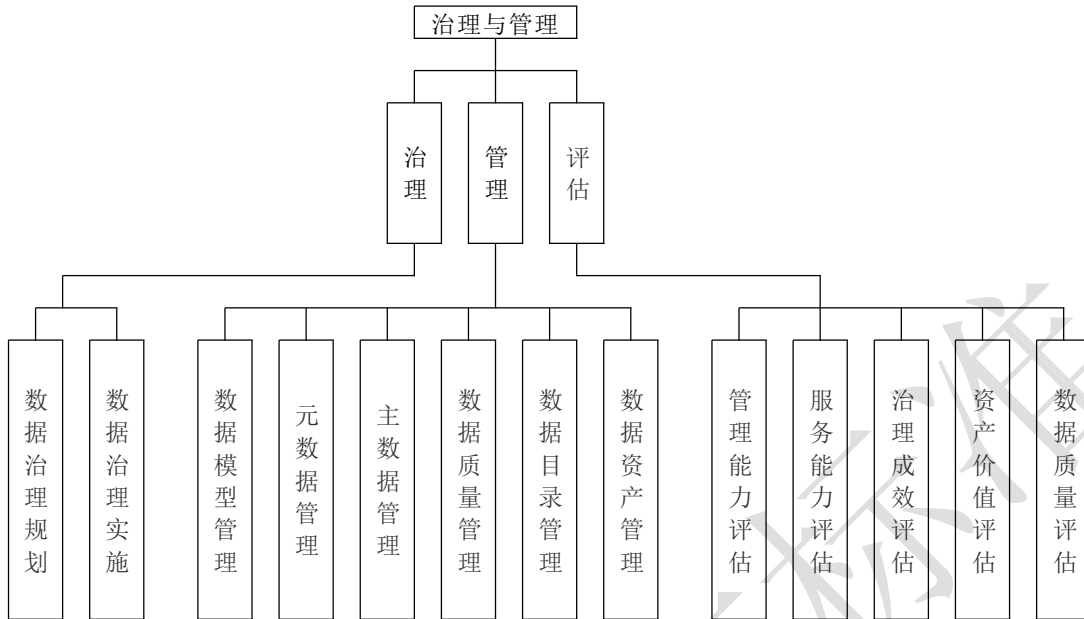 治理与管理
治理
管理
评估
数据治理规划
数据治理实施
数据模型管理
元数据管理
主数据管理
数据质量管理
数据目录管理
数据资产管理
管理能力评估
服务能力评估
治理成效评估
资产价值评估
数据质量评估
标准